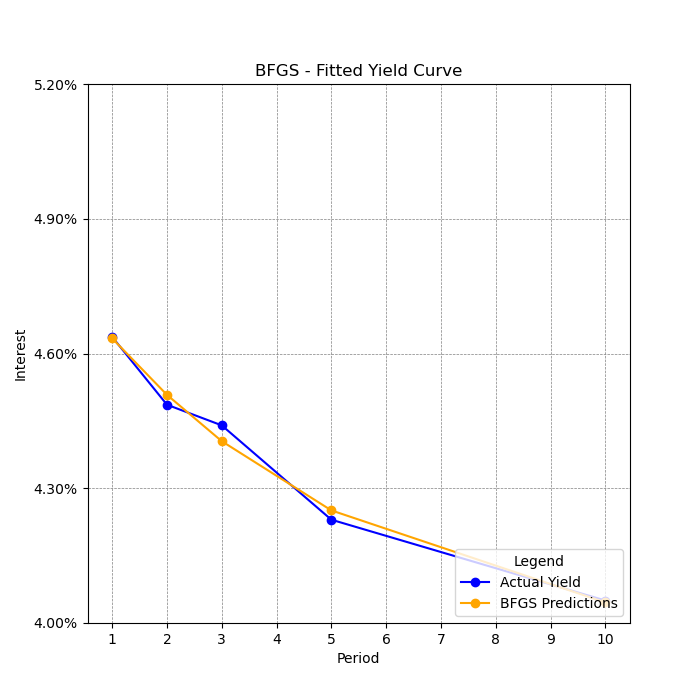 BFGS - Fitted Yield Curve
5.20%
4.90%
4.60%
4.30%
4.00%
Interest
1 2 3 4 5 6 7 8 9 10
Period
Legend
Actual Yield
BFGS Predictions